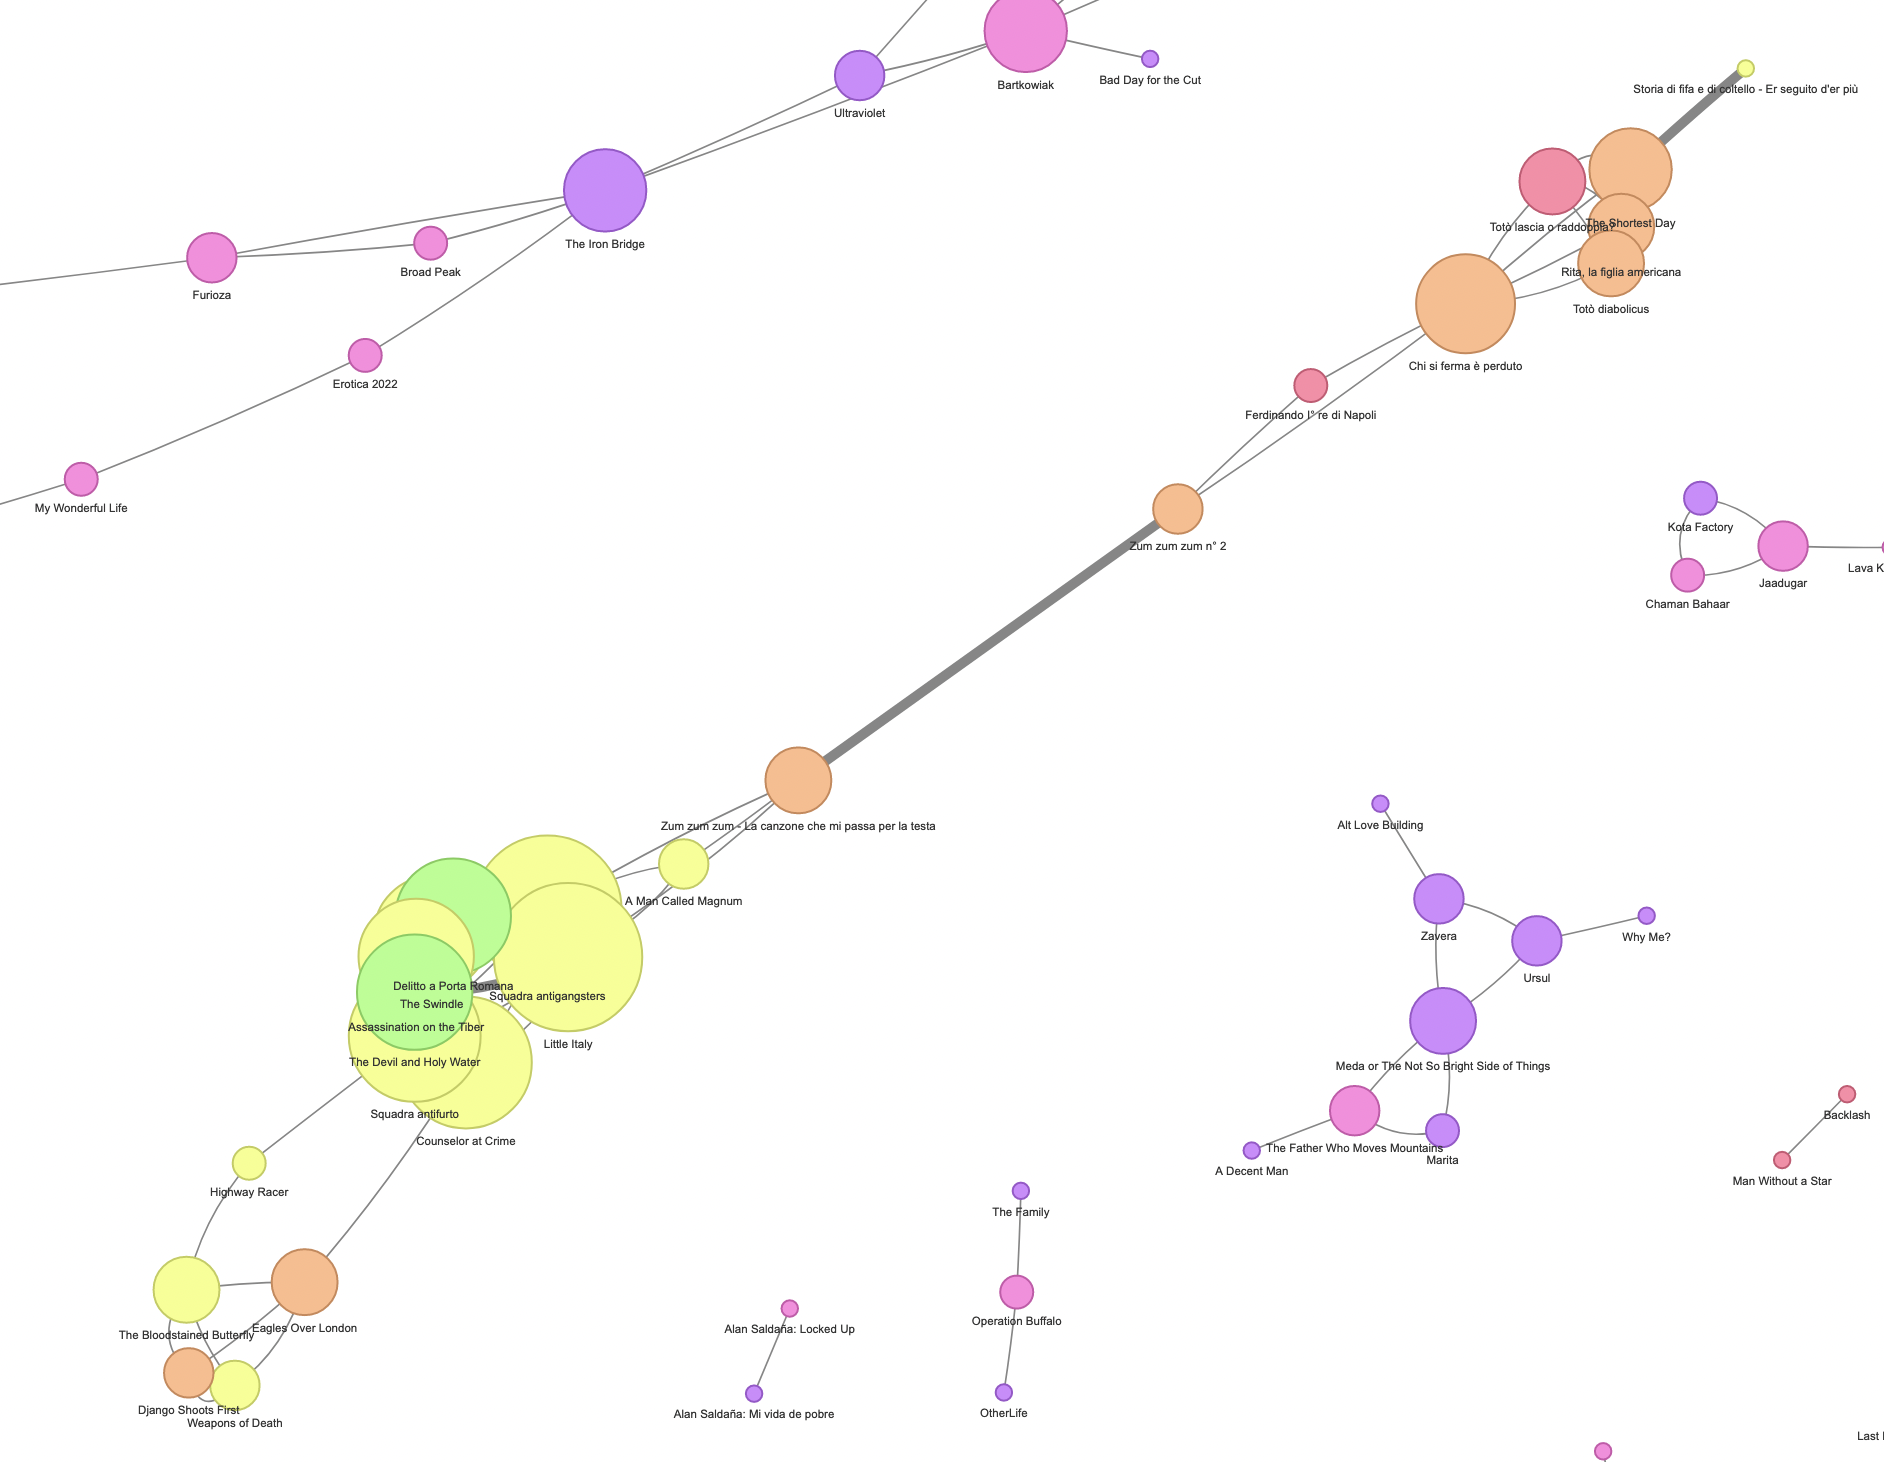 Bartkowiak
Bad Day for the Cut
Storia di fifa e di coltello - Er seguito d'er più
Ultraviolet
The Iron Bridge
Totò lascia o raddoppia?
The Shortest Day
Broad Peak
Rita, la figlia americana
Furioza
Totò diabolicus
Chi si ferma è perduto
Erotica 2022
Ferdinando I° re di Napoli
My Wonderful Life
Kota Factory
Zum zum zum n° 2
Lava K
Jaadugar
Chaman Bahaar
Zum zum zum - La canzone che mi passa per la testa
Alt Love Building
A Man Called Magnum
Zavera
Why Me?
Ursul
Delitto a Porta Romana
Squadra antigangsters
The Swindle
Assassination on the Tiber
Little Italy
The Devil and Holy Water
Meda or The Not So Bright Side of Things
Squadra antifurto
Backlash
Counselor at Crime
The Father Who Moves Mountains
Marita
A Decent Man
Man Without a Star
Highway Racer
The Family
Operation Buffalo
Eagles Over London
Alan Saldaña: Locked Up
The Bloodstained Butterfly
Django Shoots First
OtherLife
Alan Saldaña: Mi vida de pobre
Weapons of Death
Last